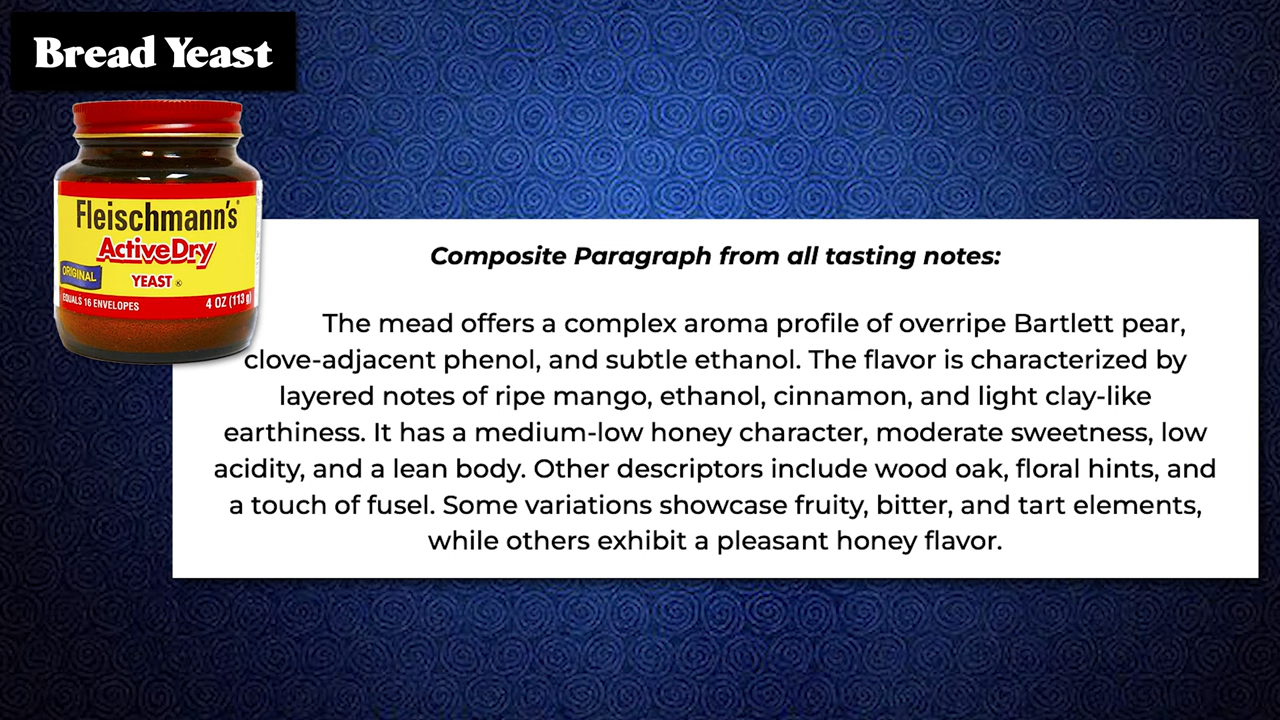 Bread Yeast
Fleischmann's®
ActiveDry
ORIGINAL
YEAST
EQUALS 16 ENVELOPES
4 OZ (113 g)
Composite Paragraph from all tasting notes:
The mead offers a complex aroma profile of overripe Bartlett pear,
clove-adjacent phenol, and subtle ethanol. The flavor is characterized by
layered notes of ripe mango, ethanol, cinnamon, and light clay-like
earthiness. It has a medium-low honey character, moderate sweetness, low
acidity, and a lean body. Other descriptors include wood oak, floral hints, and
a touch of fusel. Some variations showcase fruity, bitter, and tart elements,
while others exhibit a pleasant honey flavor.